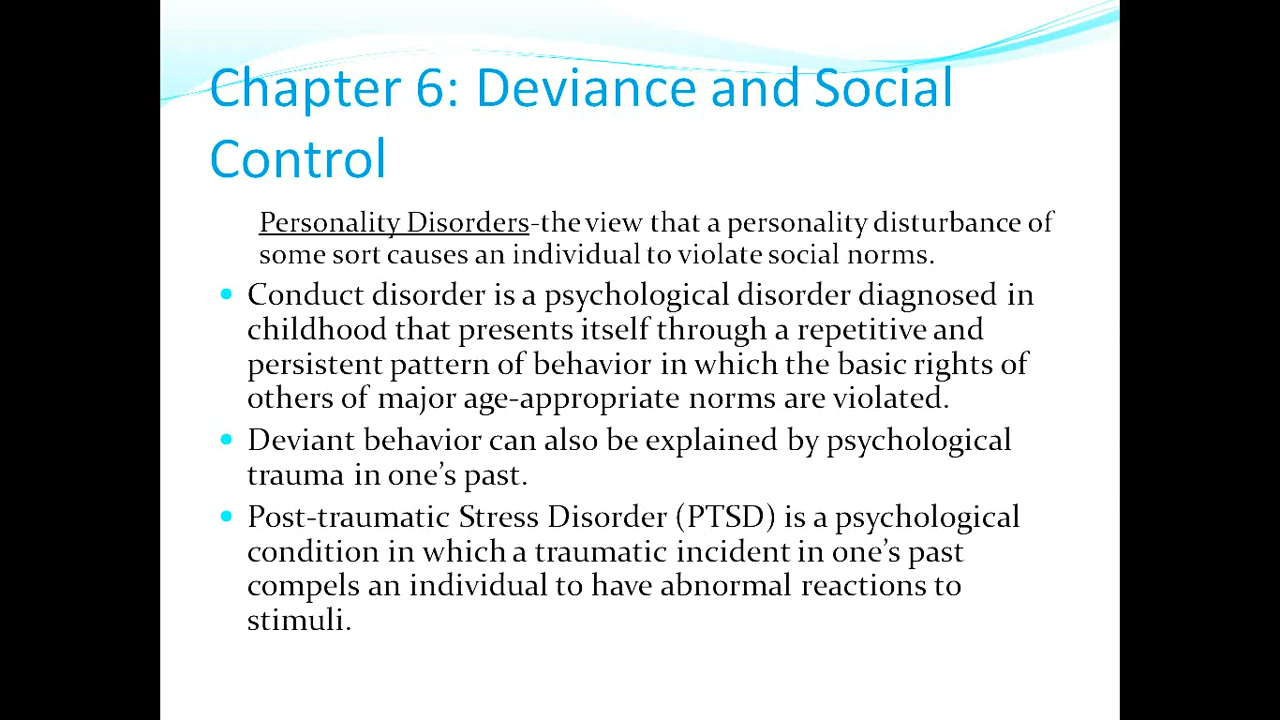 Chapter 6: Deviance and Social
Control
Personality Disorders-the view that a personality disturbance of
some sort causes an individual to violate social norms.
• Conduct disorder is a psychological disorder diagnosed in
childhood that presents itself through a repetitive and
persistent pattern of behavior in which the basic rights of
others of major age-appropriate norms are violated.
• Deviant behavior can also be explained by psychological
trauma in one’s past.
• Post-traumatic Stress Disorder (PTSD) is a psychological
condition in which a traumatic incident in one’s past
compels an individual to have abnormal reactions to
stimuli.